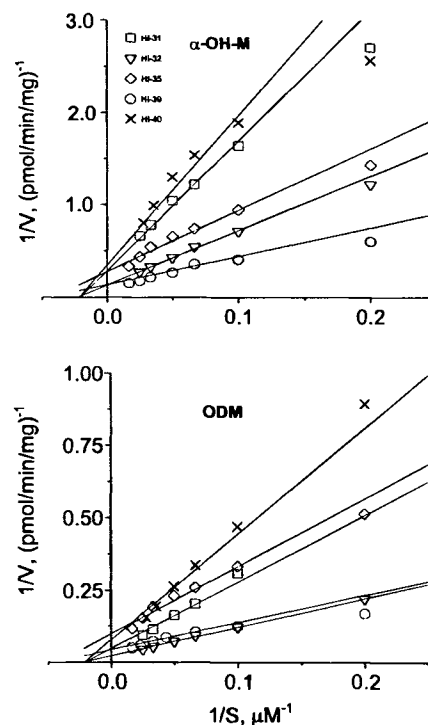 3.0
α-OH-M
HI-31
HI-32
HI-35
HI-39
HI-40
2.0
1.0
1/V, (pmol/min/mg)⁻¹
0.0
0.1
0.2
1.00
ODM
0.75
0.50
0.25
1/V, (pmol/min/mg)⁻¹
0.0
0.1
0.2
1/S, μM⁻¹